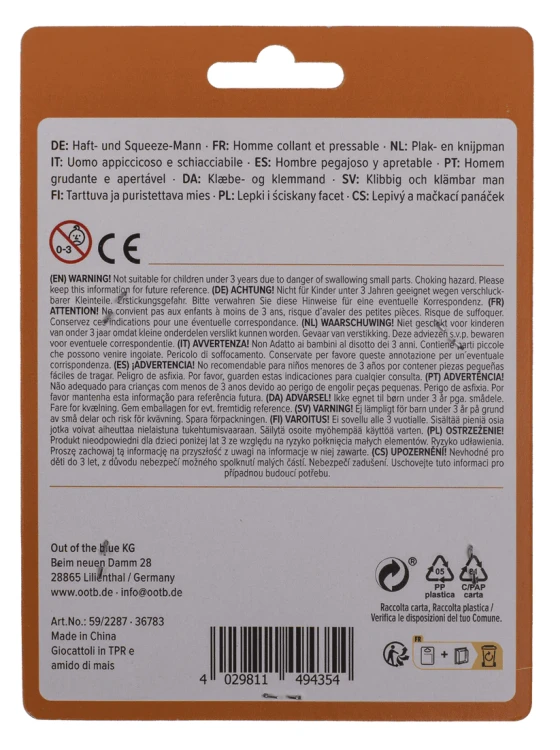 DE: Haft- und Squeeze-Mann · FR: Homme collant et pressable · NL: Plak- en knijpman
IT: Uomo appiccicoso e schiacciabile · ES: Hombre pegajoso y apretable · PT: Homem
grudante e apertável · DA: Klæbe- og klemmand · SV: Klibbig och klämbar man
FI: Tarttuva ja puristettava mies · PL: Lepki i ściskany facet · CS: Lepivý a mačkací panáček
0-3
CE
(EN) WARNING! Not suitable for children under 3 years due to danger of swallowing small parts. Choking hazard. Please
keep this information for future reference. (DE) ACHTUNG! Nicht für Kinder unter 3 Jahren geeignet wegen verschluck-
barer Kleinteile. Erstickungsgefahr. Bitte verwahren Sie diese Hinweise für eine eventuelle Korrespondenz. (FR)
ATTENTION! Ne convient pas aux enfants à moins de 3 ans, risque d'avaler des petites pièces. Risque de suffoquer.
Conservez ces indications pour une éventuelle correspondance. (NL) WAARSCHUWING! Niet geschikt voor kinderen
van onder 3 jaar omdat kleine onderdelen verslikt kunnen worden. Gevaar van verstikking. Deze adviezen s.v.p. bewaren
voor eventuele correspondentie. (IT) AVVERTENZA! Non Adatto ai bambini al disotto dei 3 anni. Contiene parti piccole
che possono venire ingoiate. Pericolo di soffocamento. Conservate per favore queste annotazione per un'eventuale
corrispondenza. (ES) ¡ADVERTENCIA! No recomendable para niños menores de 3 años por contener piezas pequeñas
fáciles de tragar. Peligro de asfixia. Por favor, guarden estas indicaciones para cualquier consulta. (PT) ADVERTÊNCIA!
Não adequado para crianças com menos de 3 anos devido ao perigo de engolir peças pequenas. Perigo de asfixia. Por
favor mantenha esta informação para referência futura. (DA) ADVARSEL! Ikke egnet til børn under 3 år pga. smådele.
Fare for kvælning. Gem emballagen for evt. fremtidig reference. (SV) VARNING! Ej lämpligt för barn under 3 år på grund
av små delar och risk för kvävning. Spara förpackningen. (FI) VAROITUS! Ei sovellu alle 3 vuotialle. Sisältää pieniä osia
jotka voivat aiheuttaa nielaistuina tukehtumisvaaraan. Säilytä osoite myöhempää käyttöä varten. (PL) OSTRZEŻENIE!
Produkt nieodpowiedni dla dzieci poniżej lat 3 ze względu na ryzyko połknięcia małych elementów. Ryzyko udławienia.
Proszę zachowaj tą informację na przyszłość z uwagi na informacje w niej zawarte. (CS) UPOZORNĚNÍ! Nevhodné pro
děti do 3 let, z důvodu nebezpečí možného spolknutí malých částí. Nebezpečí zadušení. Uschovejte tuto informaci pro
případnou budoucí potřebu.
Out of the blue KG
Beim neuen Damm 28
28865 Lilienthal / Germany
www.ootb.de · info@ootb.de
Art.No.: 59/2287 · 36783
Made in China
Giocattoli in TPR e
amido di mais
4 029811 494354
®
05
PP
plastica
81
C/PAP
carta
Raccolta carta, Raccolta plastica /
Verifica le disposizioni del tuo Comune.
FR
+